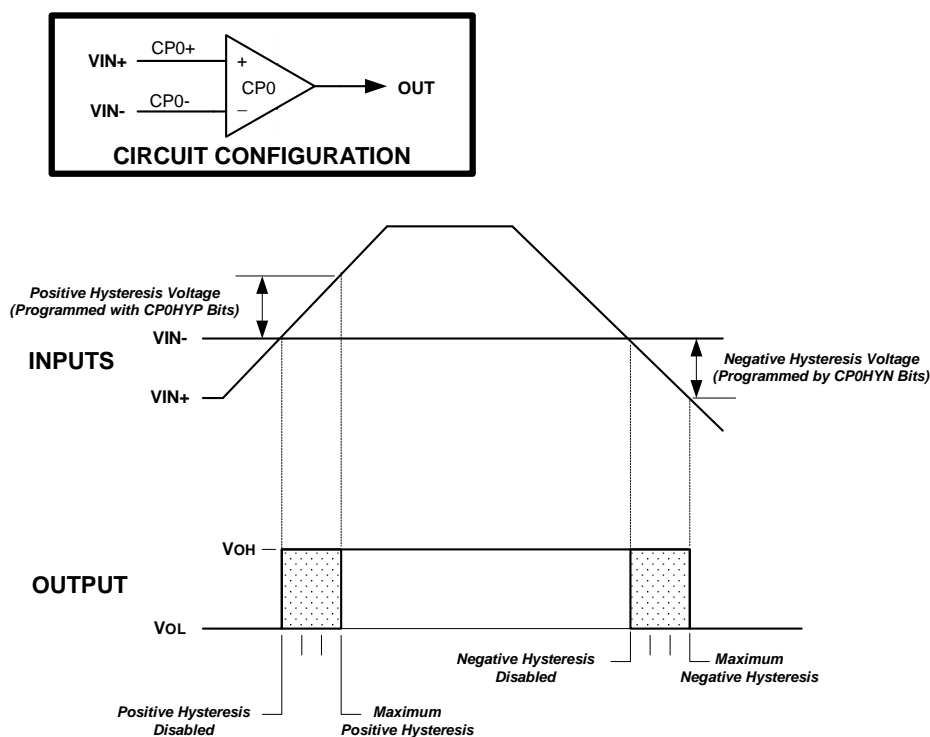 VIN+
CP0+
+
CP0
OUT
VIN-
CP0-
–
CIRCUIT CONFIGURATION
Positive Hysteresis Voltage
(Programmed with CP0HYP Bits)
VIN-
INPUTS
VIN+
Negative Hysteresis Voltage
(Programmed by CP0HYN Bits)
VOH
OUTPUT
VOL
Positive Hysteresis
Disabled
Maximum
Positive Hysteresis
Negative Hysteresis
Disabled
Maximum
Negative Hysteresis